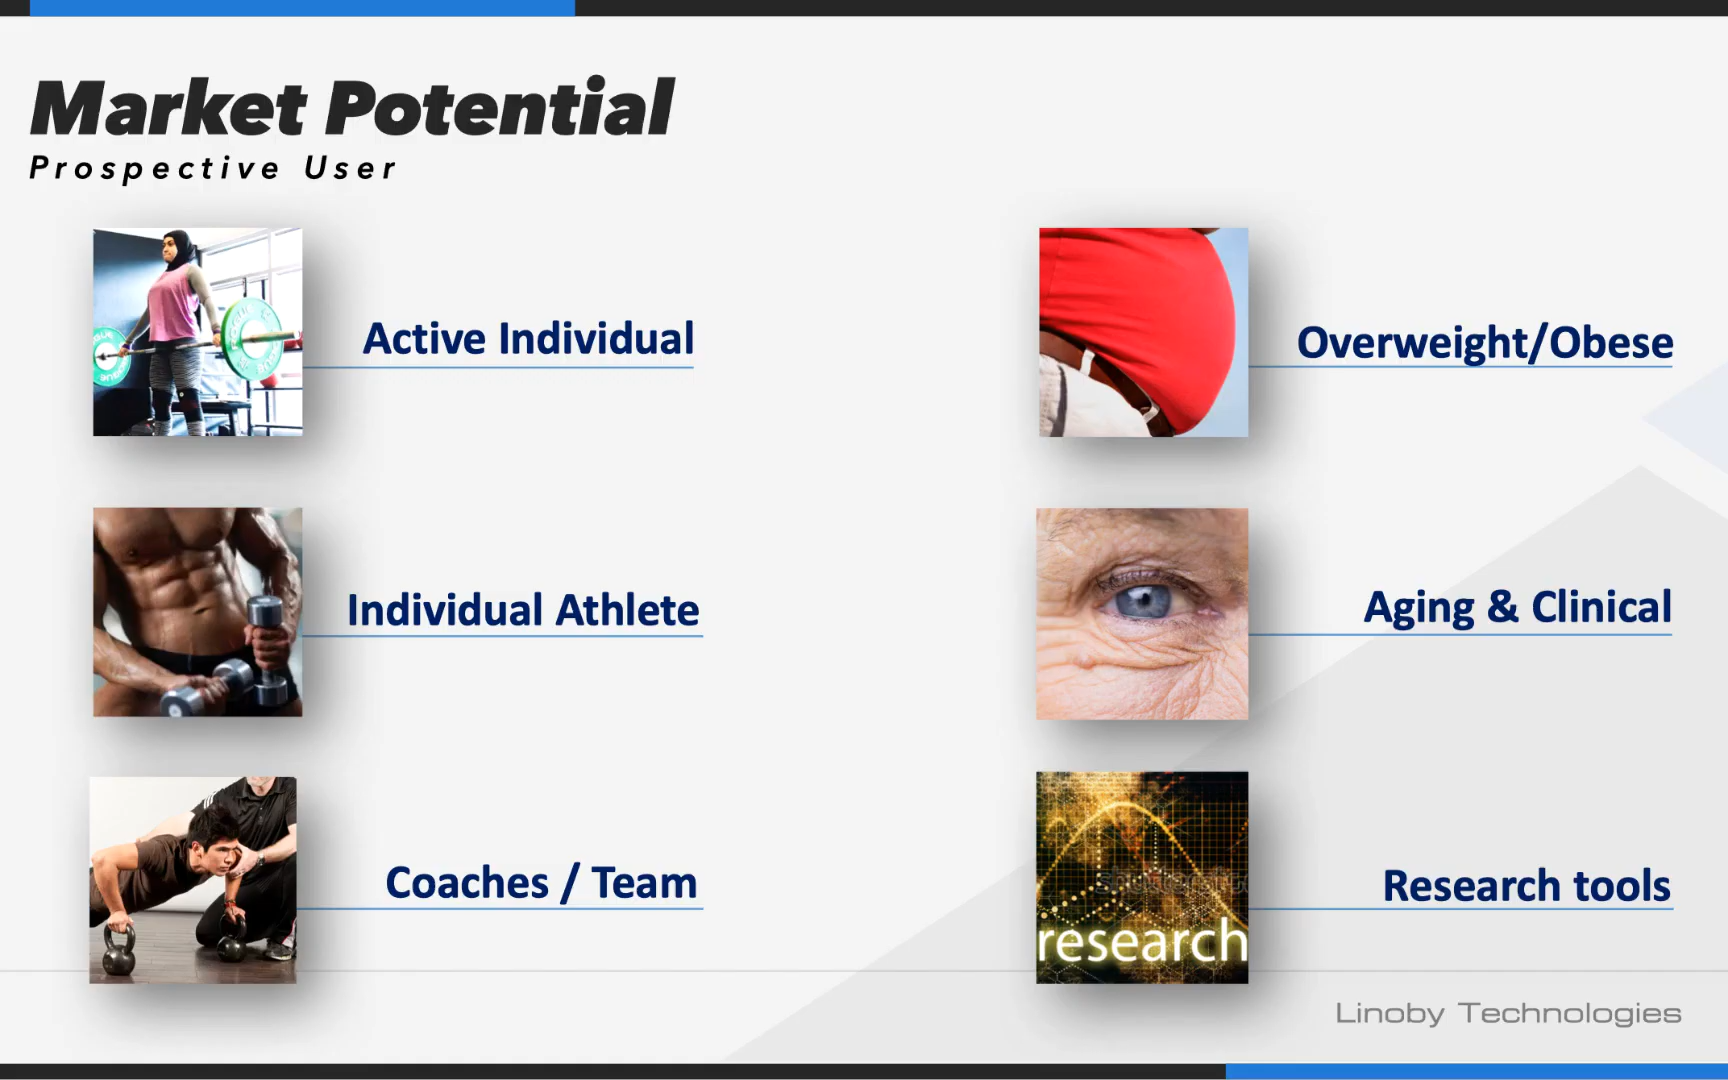 Market Potential
Prospective User
Active Individual
Overweight/Obese
Individual Athlete
Aging & Clinical
Coaches / Team
Research tools
research
Linoby Technologies